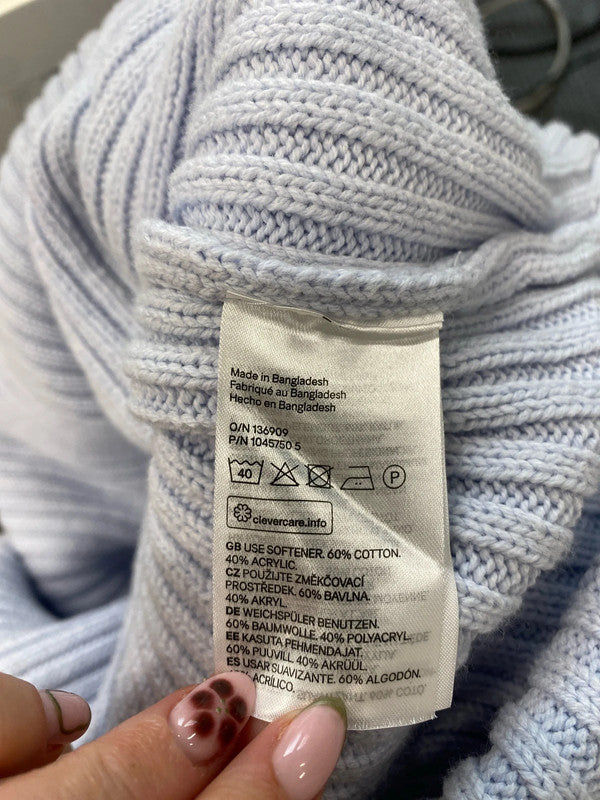 Made in Bangladesh
Fabriqué au Bangladesh
Hecho en Bangladesh
O/N 136909
P/N 1045750 5
40 P
clevercare.info
GB USE SOFTENER. 60% COTTON.
40% ACRYLIC.
CZ POUŽIJTE ZMĚKČOVACÍ
PROSTŘEDEK. 60% BAVLNA.
40% AKRYL.
DE WEICHSPÜLER BENUTZEN.
60% BAUMWOLLE. 40% POLYACRYL.
EE KASUTA PEHMENDAJAT.
60% PUUVILL. 40% AKRÜÜL.
ES USAR SUAVIZANTE. 60% ALGODÓN.
ACRÍLICO.